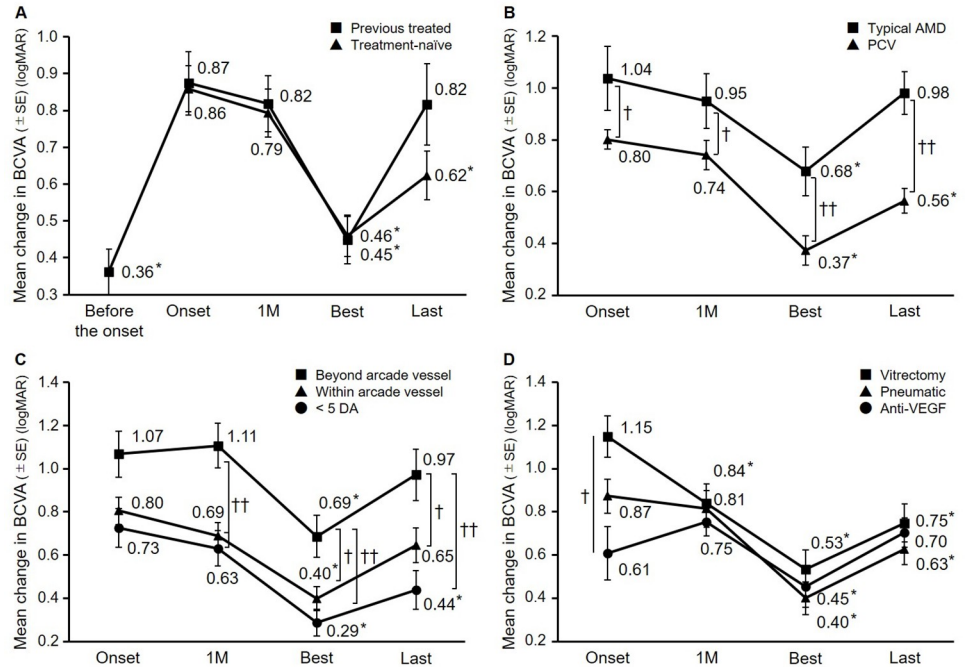 A
Previous treated
Treatment-naïve
Mean change in BCVA (±SE) (logMAR)
1.0
0.9
0.8
0.7
0.6
0.5
0.4
0.3
0.87
0.86
0.82
0.79
0.82
0.62*
0.46*
0.45*
0.36*
Before
the onset
Onset
1M
Best
Last
B
Typical AMD
PCV
Mean change in BCVA (±SE) (logMAR)
1.2
1.0
0.8
0.6
0.4
0.2
1.04
†
0.80
0.95
†
0.74
0.68*
††
0.37*
0.98
††
0.56*
Onset
1M
Best
Last
C
Beyond arcade vessel
Within arcade vessel
< 5 DA
Mean change in BCVA (±SE) (logMAR)
1.4
1.2
1.0
0.8
0.6
0.4
0.2
1.07
0.80
0.73
1.11
††
0.69
0.63
0.69*
† ††
0.40*
0.29*
0.97
† ††
0.65
0.44*
Onset
1M
Best
Last
D
Vitrectomy
Pneumatic
Anti-VEGF
Mean change in BCVA (±SE) (logMAR)
1.4
1.2
1.0
0.8
0.6
0.4
0.2
1.15
†
0.87
0.61
0.84*
0.81
0.75
0.53*
0.45*
0.40*
0.75*
0.70
0.63*
Onset
1M
Best
Last